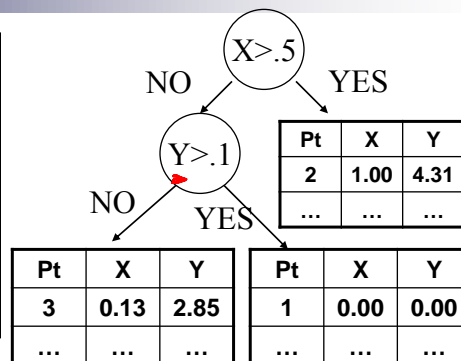 X>.5
NO YES
Y>.1
Pt X Y
2 1.00 4.31
... ... ...
NO YES
Pt X Y
3 0.13 2.85
... ... ...
Pt X Y
1 0.00 0.00
... ... ...